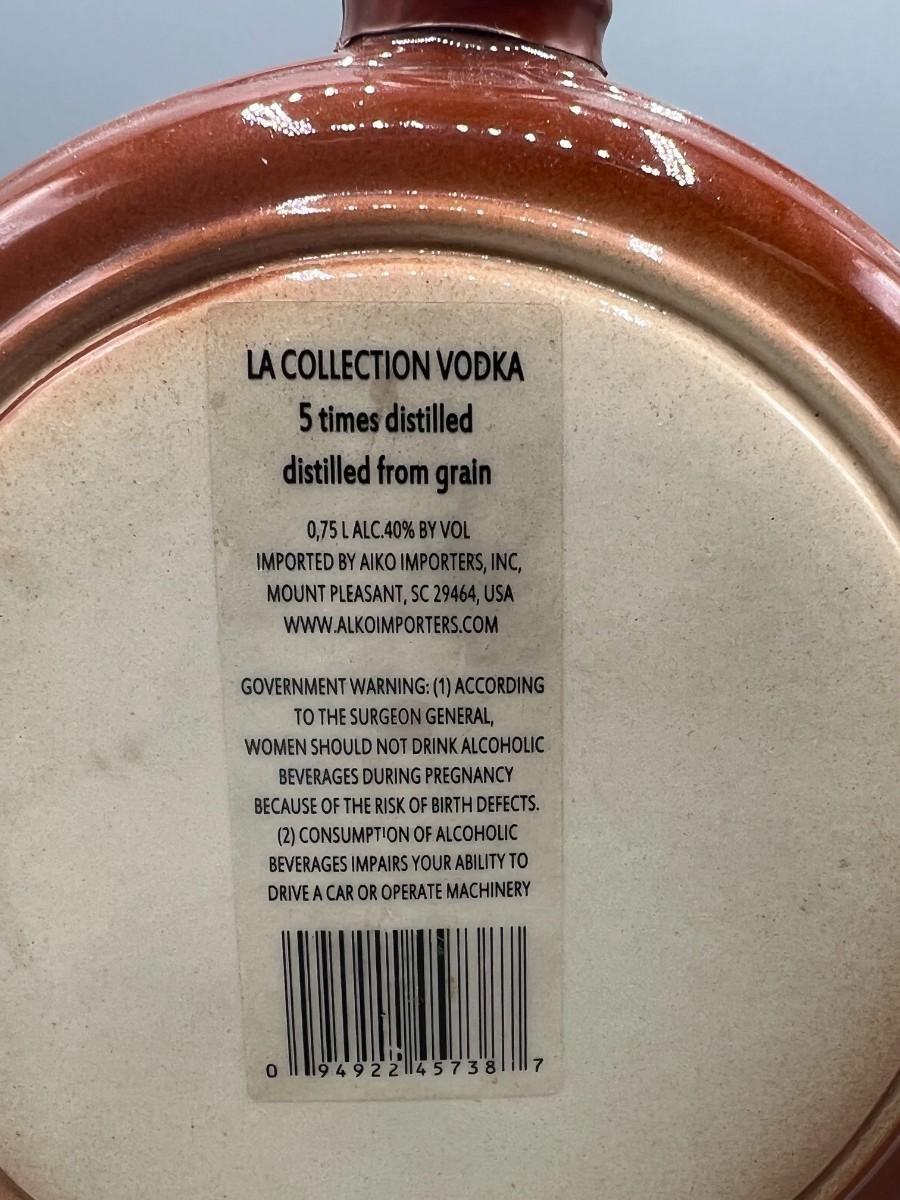 LA COLLECTION VODKA
5 times distilled
distilled from grain
0,75 L ALC.40% BY VOL
IMPORTED BY AIKO IMPORTERS, INC,
MOUNT PLEASANT, SC 29464, USA
WWW.ALKOIMPORTERS.COM
GOVERNMENT WARNING: (1) ACCORDING
TO THE SURGEON GENERAL,
WOMEN SHOULD NOT DRINK ALCOHOLIC
BEVERAGES DURING PREGNANCY
BECAUSE OF THE RISK OF BIRTH DEFECTS.
(2) CONSUMPTION OF ALCOHOLIC
BEVERAGES IMPAIRS YOUR ABILITY TO
DRIVE A CAR OR OPERATE MACHINERY
0 94922 45738 7